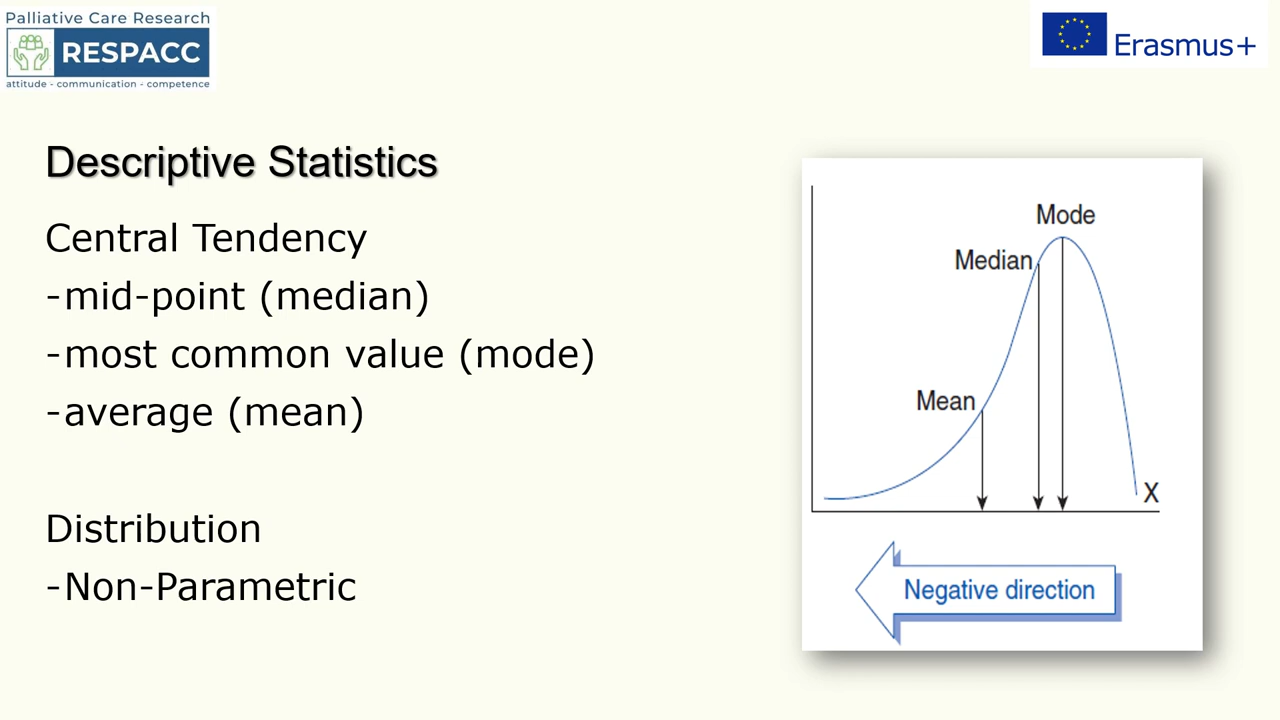 Palliative Care Research
RESPACC
attitude - communication - competence
Erasmus+
Descriptive Statistics
Central Tendency
-mid-point (median)
-most common value (mode)
-average (mean)
Distribution
-Non-Parametric
Mode
Median
Mean
X
Negative direction